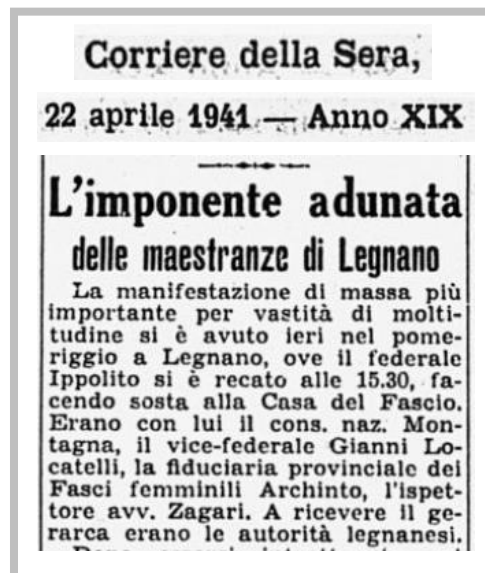 Corriere della Sera,
22 aprile 1941 — Anno XIX
L'imponente adunata
delle maestranze di Legnano
La manifestazione di massa più
importante per vastità di molti-
tudine si è avuto ieri nel pome-
riggio a Legnano, ove il federale
Ippolito si è recato alle 15.30, fa-
cendo sosta alla Casa del Fascio.
Erano con lui il cons. naz. Mon-
tagna, il vice-federale Gianni Lo-
catelli, la fiduciaria provinciale dei
Fasci femminili Archinto, l'ispet-
tore avv. Zagari. A ricevere il ge-
rarca erano le autorità legnanesi.